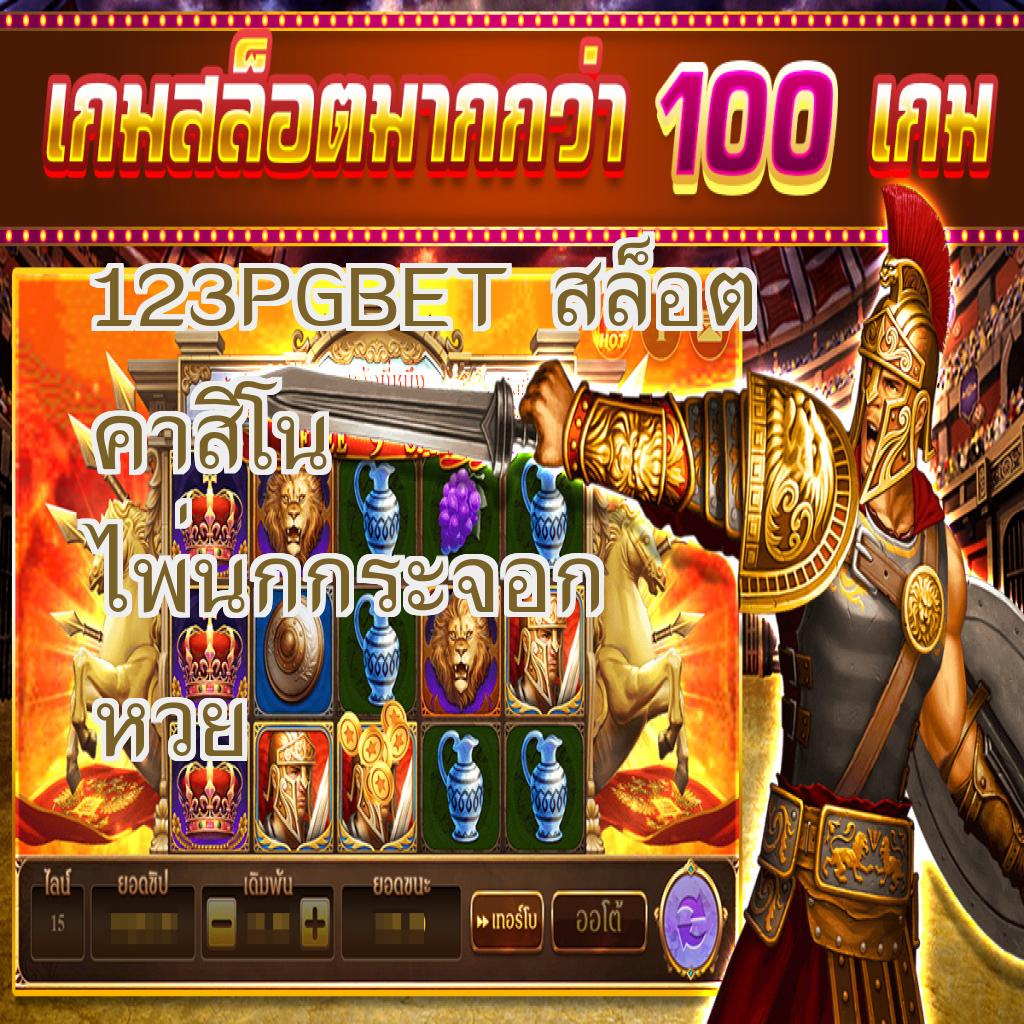 เกมสล็อตมากกว่า 100 เกม
123PGBET สล็อต
HOT
คาสิโน
ไพ่นกกระจอก
หวย
ไลน์ ยอดชิป เดิมพัน ยอดชนะ
15 − + เทอร์โบ ออโต้